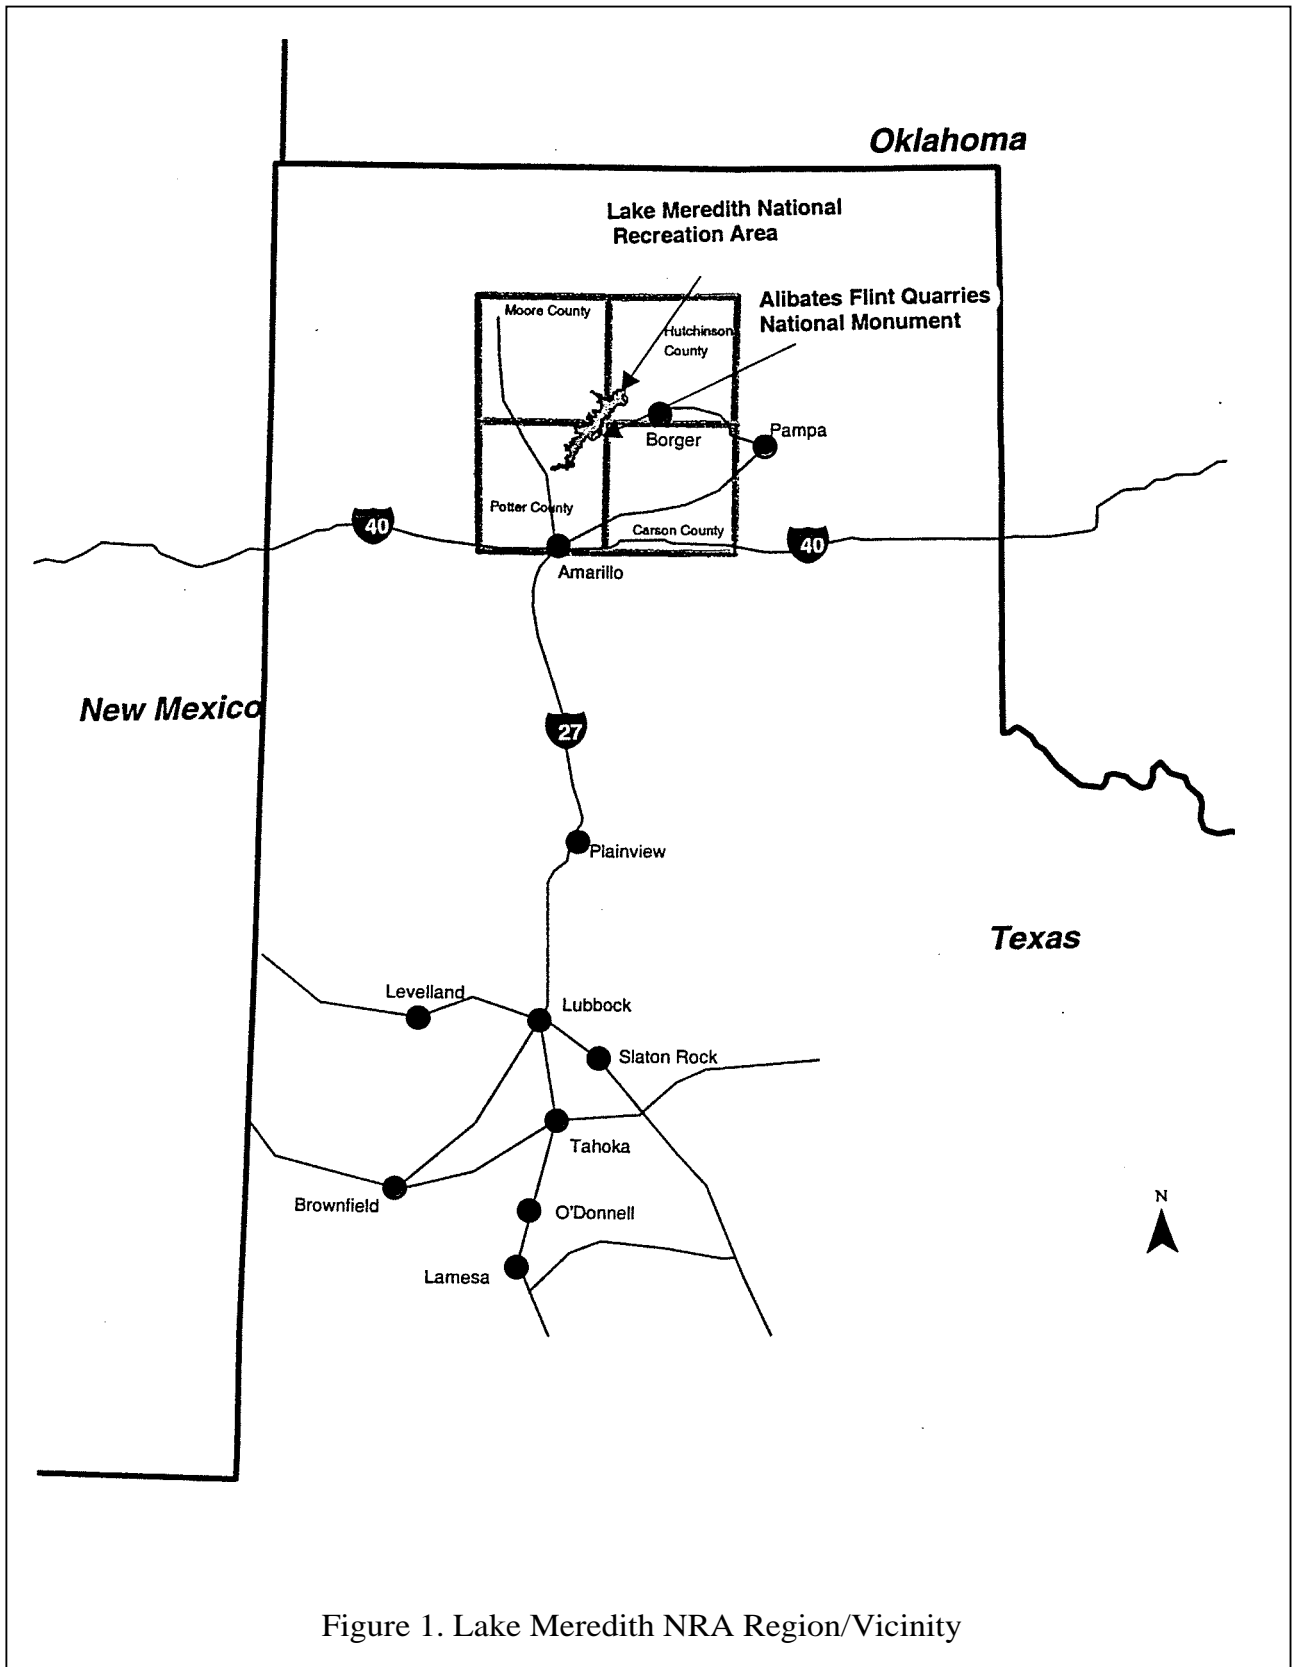 Oklahoma
Lake Meredith National
Recreation Area
Alibates Flint Quarries
National Monument
Moore County
Hutchinson
County
Borger
Pampa
Potter County
Carson County
40
40
Amarillo
New Mexico
27
Plainview
Texas
Levelland
Lubbock
Slaton Rock
Tahoka
Brownfield
O'Donnell
Lamesa
N
Figure 1. Lake Meredith NRA Region/Vicinity